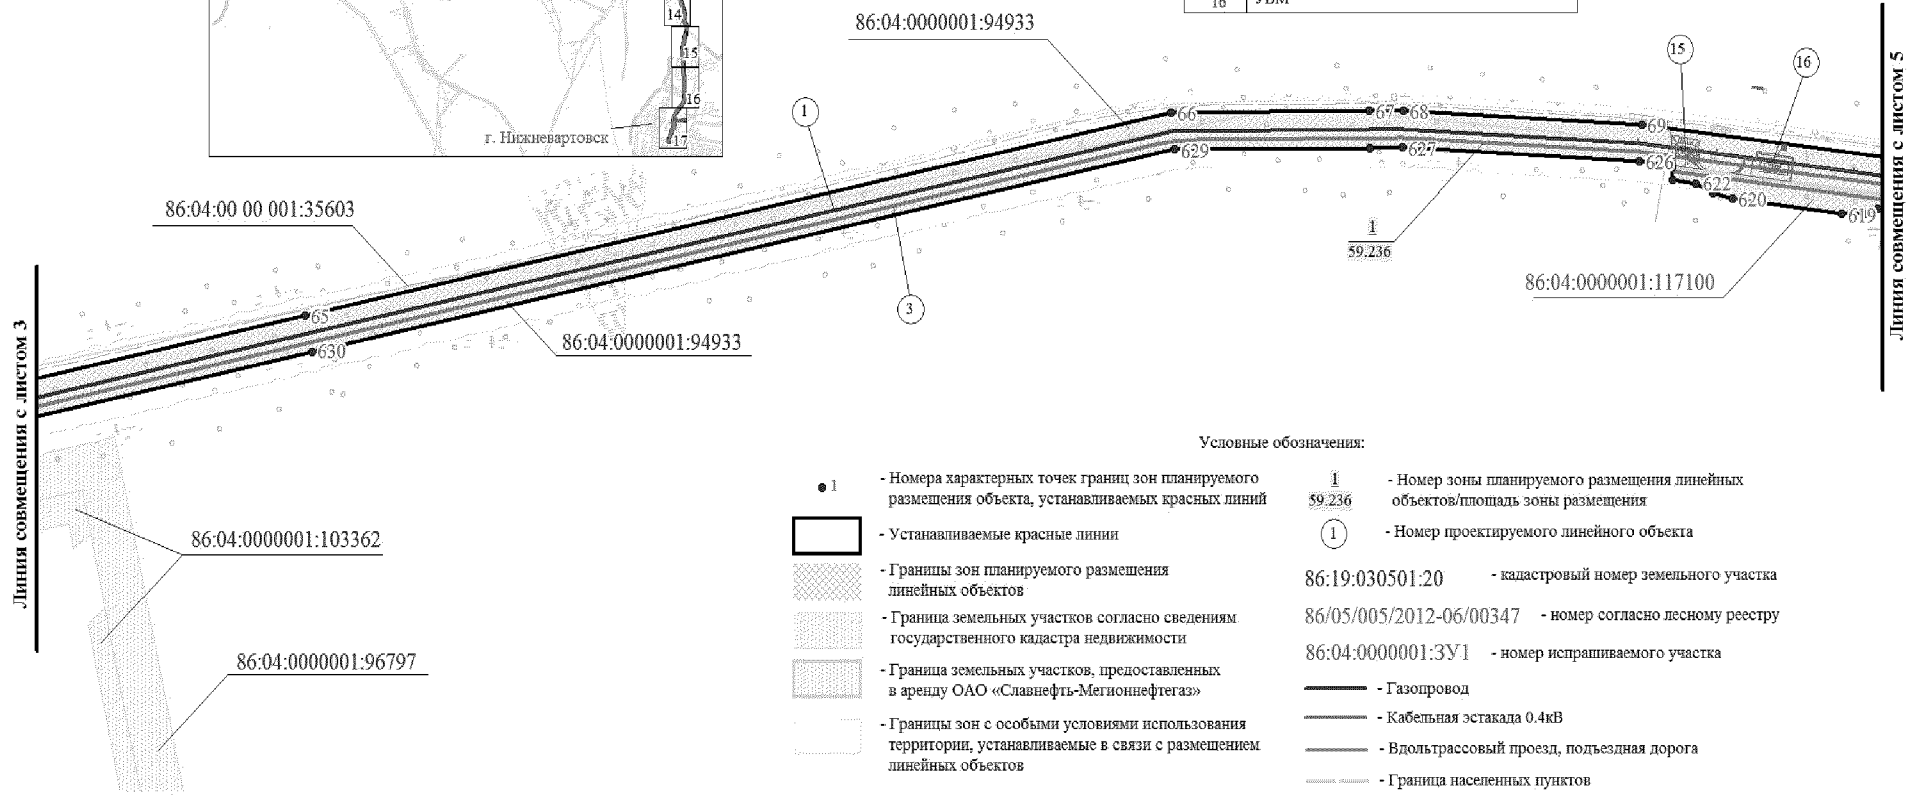 14
15
16
17
г. Нижневартовск
16
УВМ
86:04:0000001:94933
1
66
67
68
69
15
16
629
627
626
622
620
619
86:04:00 00 001:35603
1
59.236
86:04:0000001:117100
3
65
630
86:04:0000001:94933
Линия совмещения с листом 3
Линия совмещения с листом 5
86:04:0000001:103362
86:04:0000001:96797
Условные обозначения:
1
- Номера характерных точек границ зон планируемого
размещения объекта, устанавливаемых красных линий
- Устанавливаемые красные линии
- Границы зон планируемого размещения
линейных объектов
- Граница земельных участков согласно сведениям
государственного кадастра недвижимости
- Граница земельных участков, предоставленных
в аренду ОАО «Славнефть-Мегионнефтегаз»
- Границы зон с особыми условиями использования
территории, устанавливаемые в связи с размещением
линейных объектов
1
59.236
- Номер зоны планируемого размещения линейных
объектов/площадь зоны размещения
1
- Номер проектируемого линейного объекта
86:19:030501:20 - кадастровый номер земельного участка
86/05/005/2012-06/00347 - номер согласно лесному реестру
86:04:0000001:ЗУ1 - номер испрашиваемого участка
- Газопровод
- Кабельная эстакада 0.4кВ
- Вдольтрассовый проезд, подъездная дорога
- Граница населенных пунктов